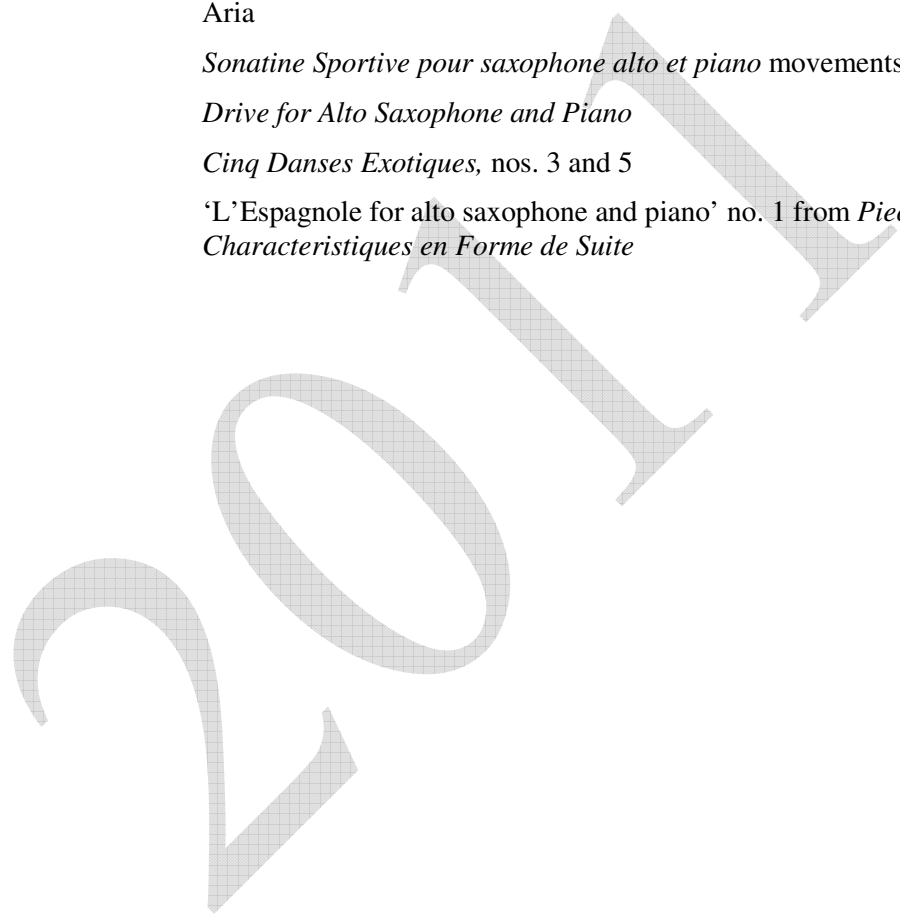 Aria
Sonatine Sportive pour saxophone alto et piano movements
Drive for Alto Saxophone and Piano
Cinq Danses Exotiques, nos. 3 and 5
‘L’Espagnole for alto saxophone and piano’ no. 1 from
Characteristiques en Forme de Suite
2011